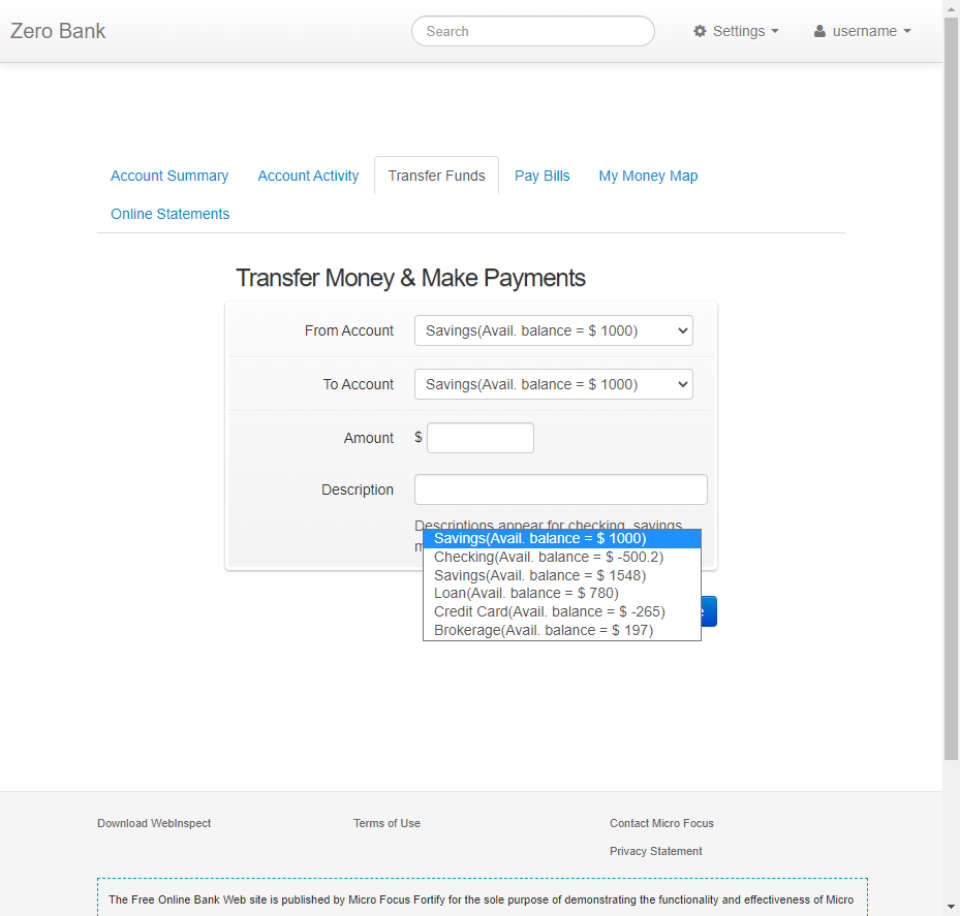 Zero Bank
Search
Settings
username
Account Summary
Account Activity
Transfer Funds
Pay Bills
My Money Map
Online Statements
Transfer Money & Make Payments
From Account
Savings(Avail. balance = $ 1000)
To Account
Savings(Avail. balance = $ 1000)
Amount
$
Description
Descriptions appear for checking, savings,
Savings(Avail. balance = $ 1000)
Checking(Avail. balance = $ -500.2)
Savings(Avail. balance = $ 1548)
Loan(Avail. balance = $ 780)
Credit Card(Avail. balance = $ -265)
Brokerage(Avail. balance = $ 197)
Download WebInspect
Terms of Use
Contact Micro Focus
Privacy Statement
The Free Online Bank Web site is published by Micro Focus Fortify for the sole purpose of demonstrating the functionality and effectiveness of Micro